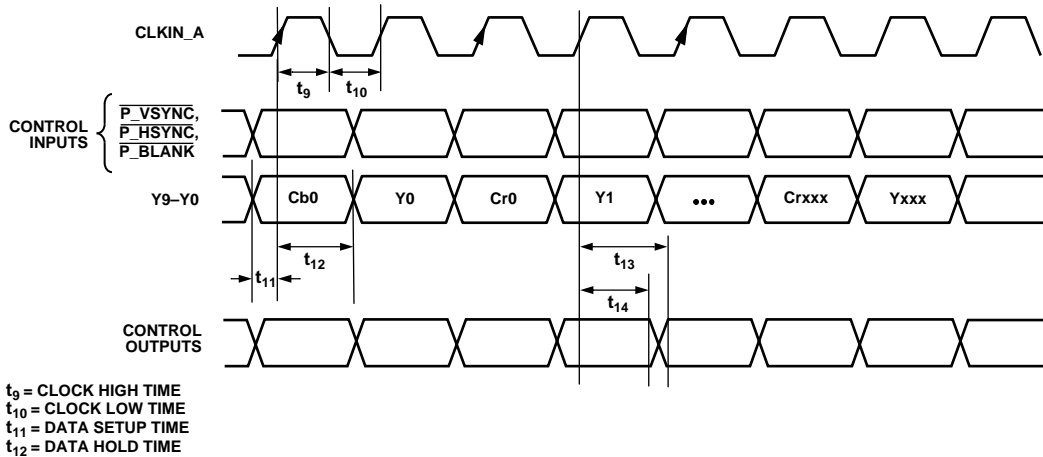 CLKIN_A
t9
t10
CONTROL
INPUTS
P_VSYNC,
P_HSYNC,
P_BLANK
Y9–Y0
Cb0
Y0
Cr0
Y1
•••
Crxxx
Yxxx
t11
t12
t13
t14
CONTROL
OUTPUTS
t9 = CLOCK HIGH TIME
t10 = CLOCK LOW TIME
t11 = DATA SETUP TIME
t12 = DATA HOLD TIME